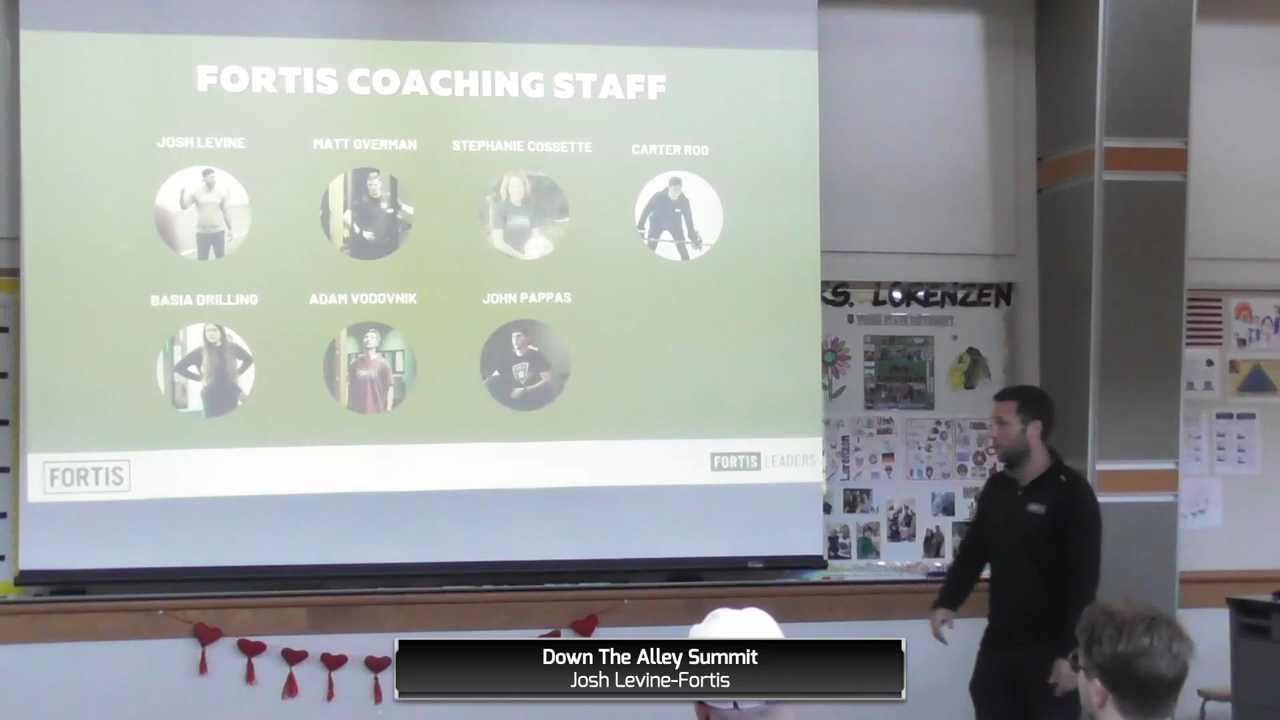 FORTIS COACHING STAFF
JOSH LEVINE
MATT OVERMAN
STEPHANIE COSSETTE
CARTER ROO
BASIA DRILLING
ADAM VODOVNIK
JOHN PAPPAS
FORTIS
FORTIS LEADERS
S. LORENZEN
Down The Alley Summit
Josh Levine-Fortis